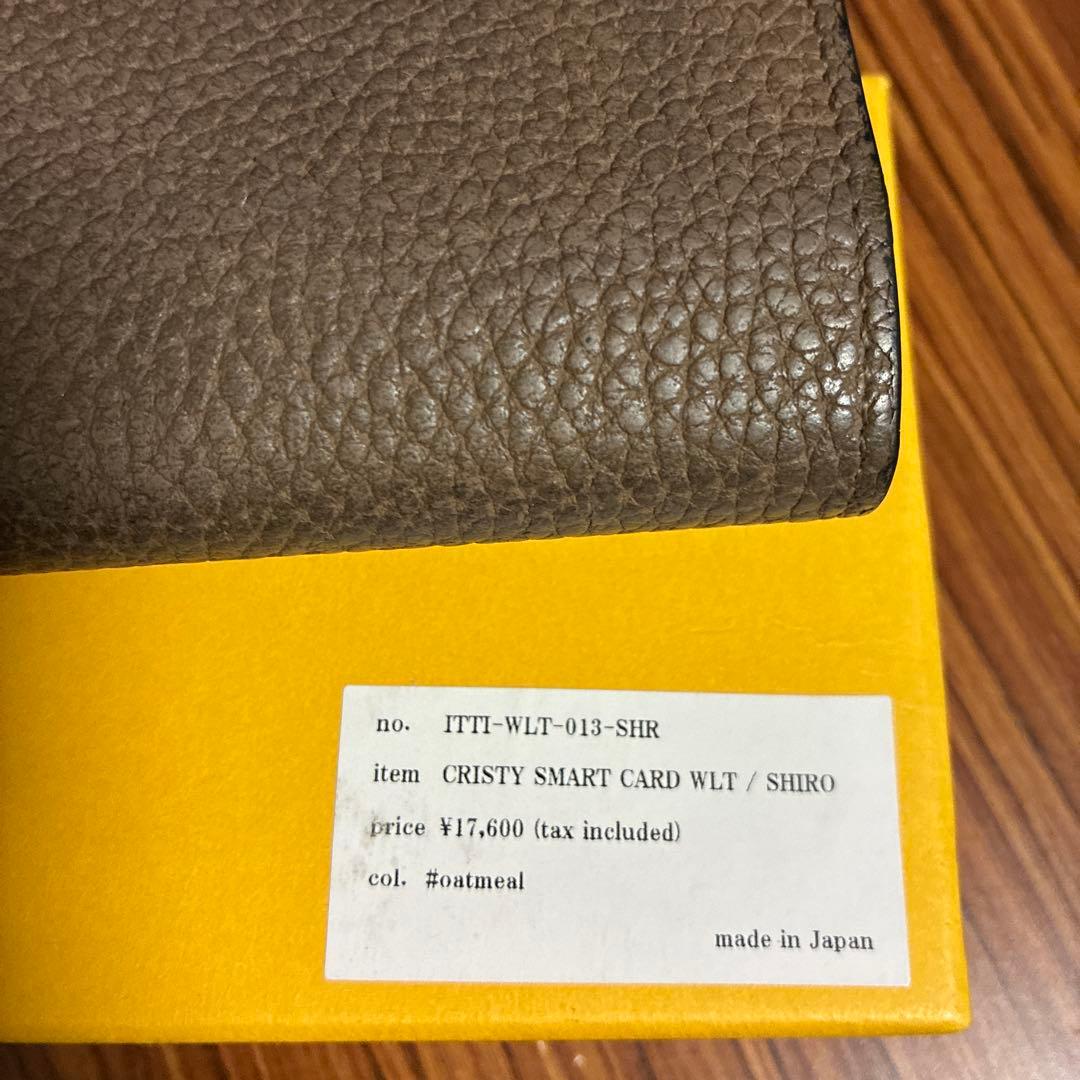 no. ITTI-WLT-013-SHR
item CRISTY SMART CARD WLT / SHIRO
price ¥17,600 (tax included)
col. #oatmeal
made in Japan